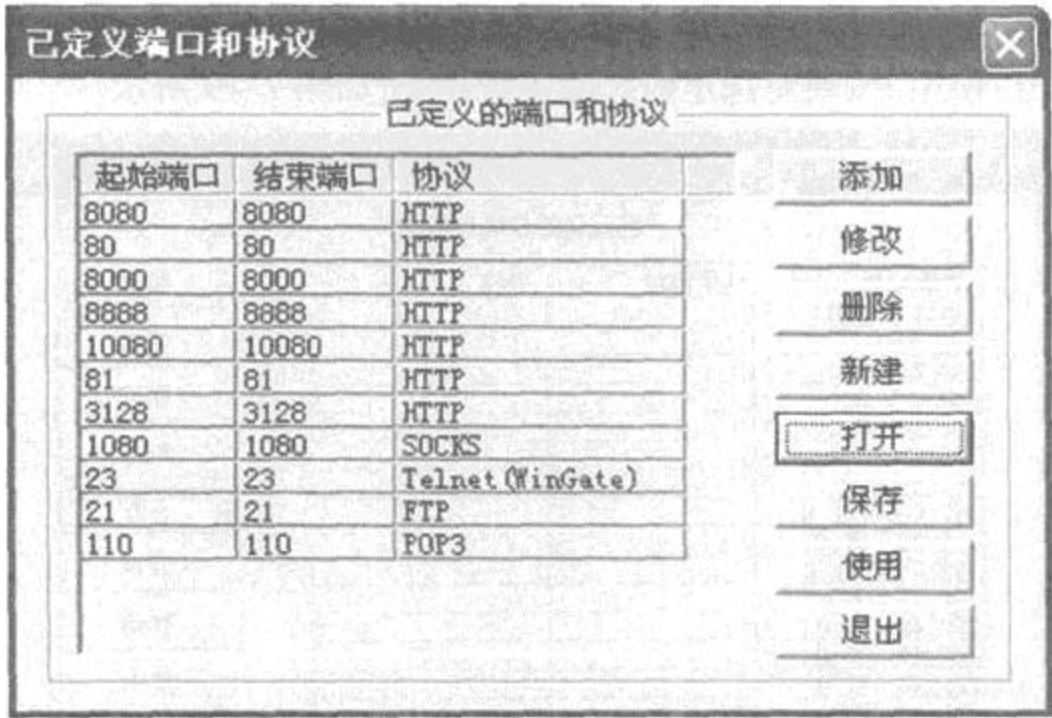 已定义端口和协议
已定义的端口和协议
起始端口 结束端口 协议
8080 8080 HTTP
80 80 HTTP
8000 8000 HTTP
8888 8888 HTTP
10080 10080 HTTP
81 81 HTTP
3128 3128 HTTP
1080 1080 SOCKS
23 23 Telnet(WinGate)
21 21 FTP
110 110 POP3
添加
修改
删除
新建
打开
保存
使用
退出